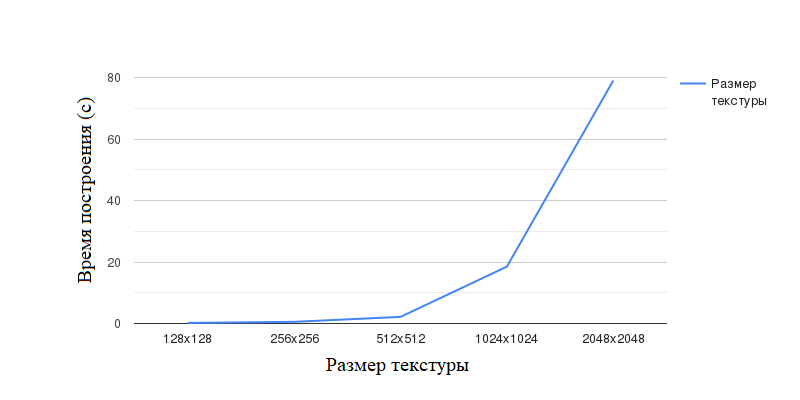 80
60
40
20
0
Время построения (с)
128x128
256x256
512x512
1024x1024
2048x2048
Размер текстуры
Размер
текстуры